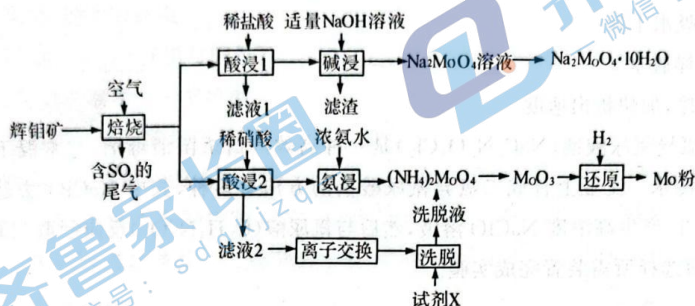 稀盐酸 适量NaOH溶液
酸浸1 碱浸 Na₂MoO₄溶液 Na₂MoO₄·10H₂O
空气
滤液1 滤渣
辉钼矿 焙烧
稀硝酸 浓氨水 H₂
含SO₂的
尾气
酸浸2 氨浸 (NH₄)₂MoO₄ MoO₃ 还原 Mo粉
洗脱液
滤液2 离子交换 洗脱
试剂X
齐鲁家长圈
微信